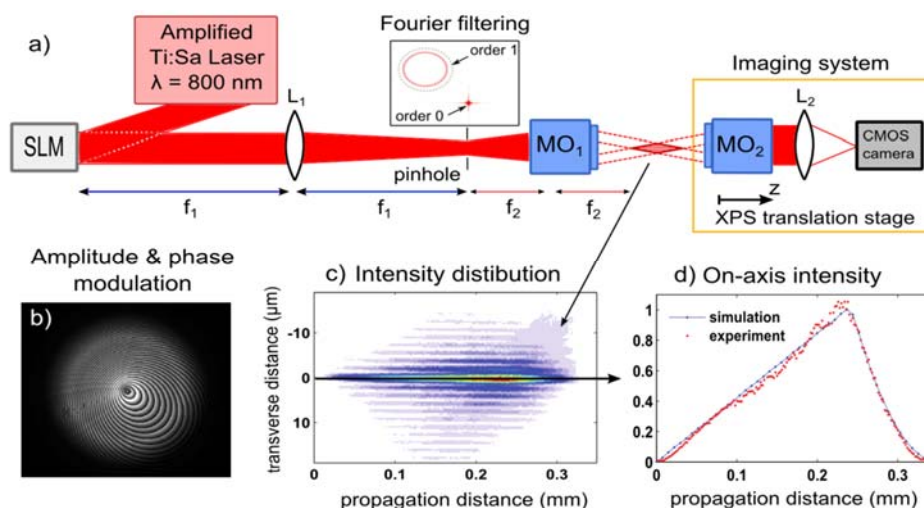 a)
Amplified
Ti:Sa Laser
λ = 800 nm
Fourier filtering
order 1
order 0
Imaging system
SLM
L₁
pinhole
MO₁
MO₂
L₂
CMOS
camera
f₁
f₁
f₂
f₂
z
XPS translation stage
Amplitude & phase
modulation
b)
c) Intensity distibution
transverse distance (µm)
-10
0
10
0
0.1
0.2
0.3
propagation distance (mm)
d) On-axis intensity
simulation
experiment
1
0.8
0.6
0.4
0.2
0
0
0.1
0.2
0.3
propagation distance (mm)